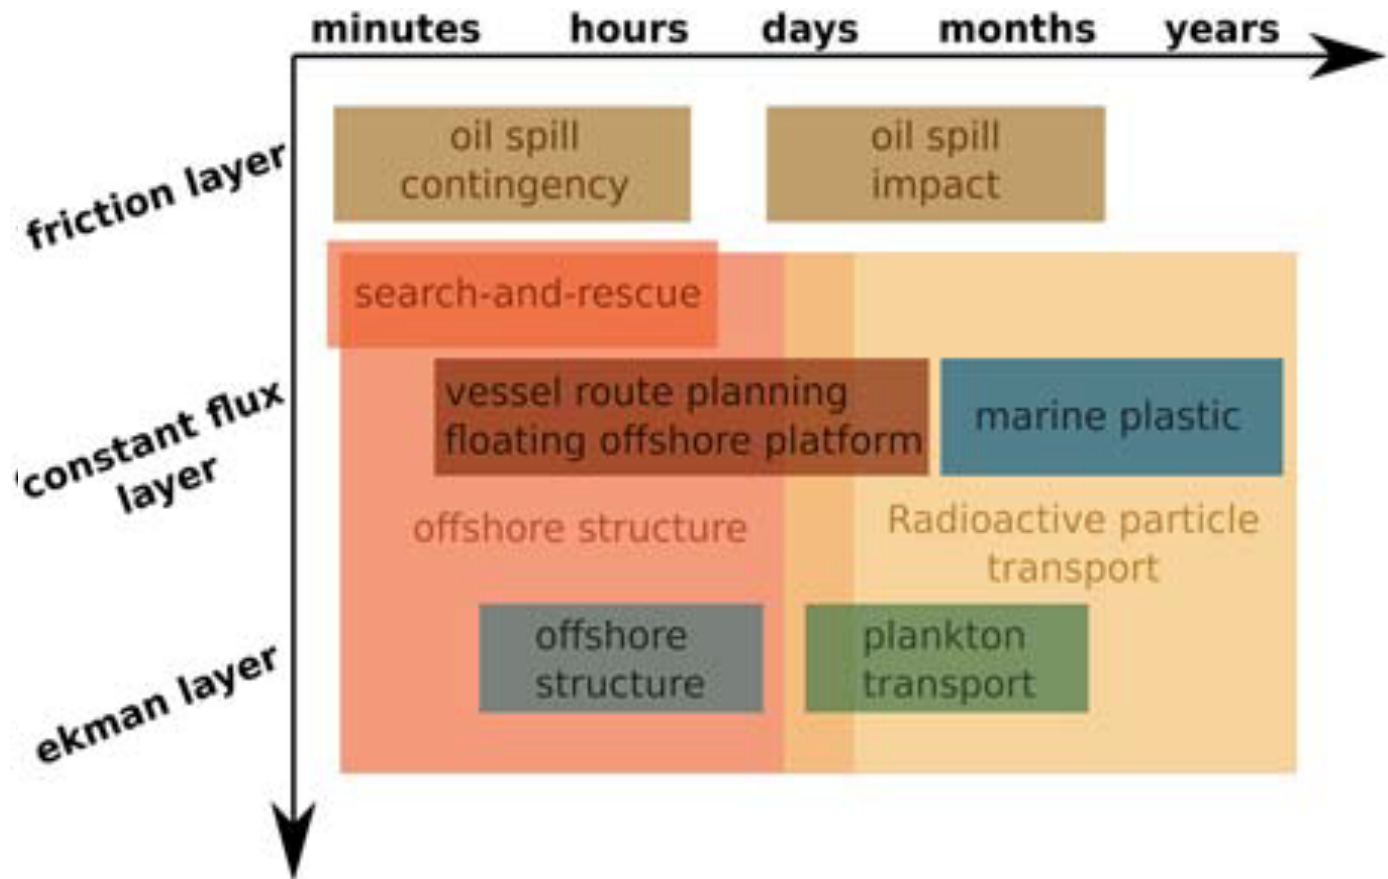 minutes hours days months years
friction layer
oil spill
contingency
oil spill
impact
search-and-rescue
constant flux
layer
vessel route planning
floating offshore platform
marine plastic
offshore structure
Radioactive particle
transport
ekman layer
offshore
structure
plankton
transport